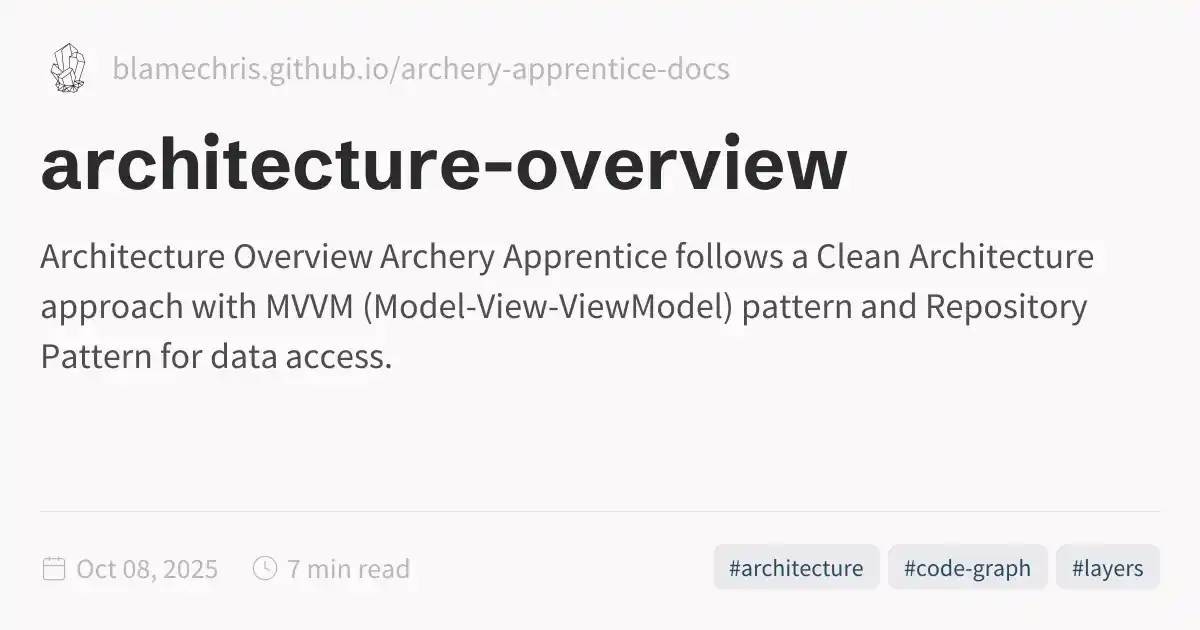 blamechris.github.io/archery-apprentice-docs
architecture-overview
Architecture Overview Archery Apprentice follows a Clean Architecture
approach with MVVM (Model-View-ViewModel) pattern and Repository
Pattern for data access.
Oct 08, 2025 7 min read #architecture #code-graph #layers